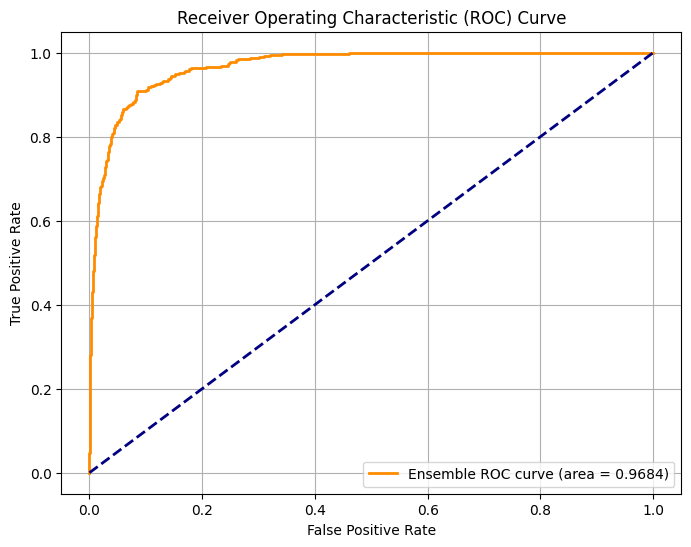 Receiver Operating Characteristic (ROC) Curve
1.0
0.8
0.6
0.4
0.2
0.0
True Positive Rate
Ensemble ROC curve (area = 0.9684)
0.0 0.2 0.4 0.6 0.8 1.0
False Positive Rate